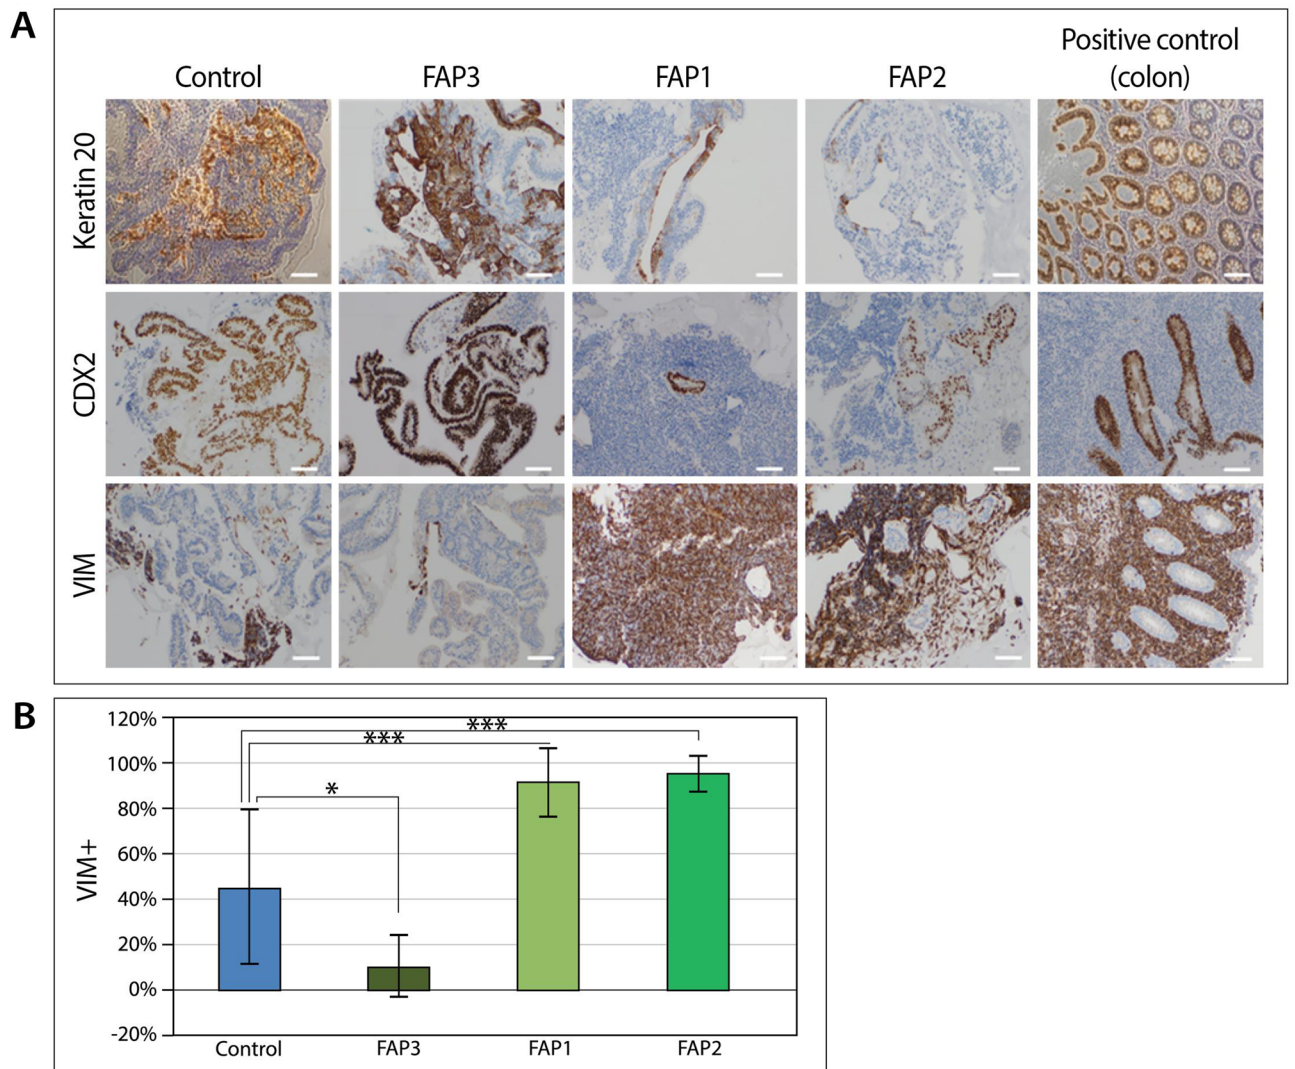 A
Positive control
Control FAP3 FAP1 FAP2 (colon)
Keratin 20
CDX2
VIM
B
120%
100%
80%
60%
40%
20%
0%
-20%
VIM+
***
***
*
Control FAP3 FAP1 FAP2